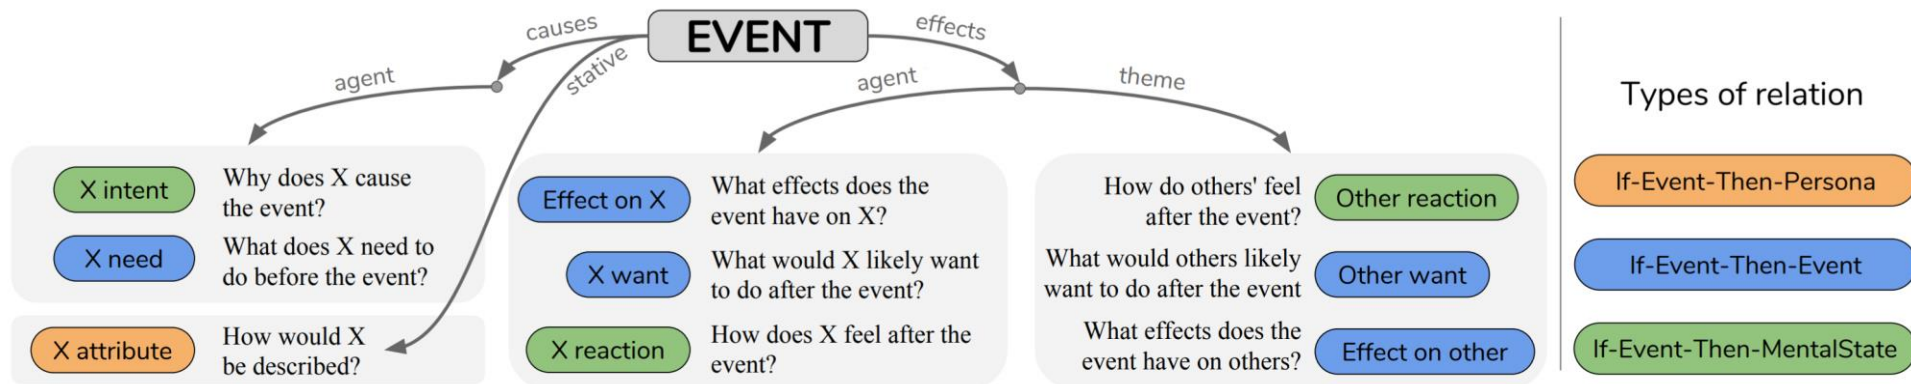 EVENT
causes
effects
stative
agent
agent
theme
X intent
Why does X cause
the event?
X need
What does X need to
do before the event?
X attribute
How would X
be described?
Effect on X
What effects does the
event have on X?
X want
What would X likely want
to do after the event?
X reaction
How does X feel after the
event?
How do others' feel
after the event?
Other reaction
What would others likely
want to do after the event
Other want
What effects does the
event have on others?
Effect on other
Types of relation
If-Event-Then-Persona
If-Event-Then-Event
If-Event-Then-MentalState